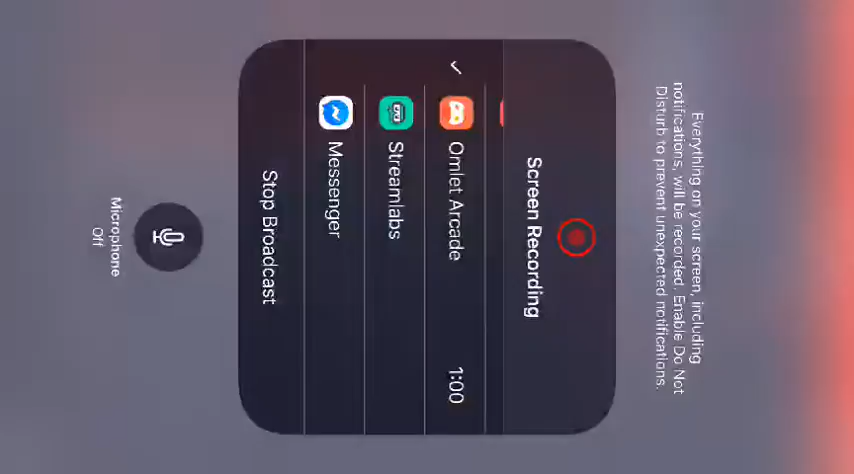 Everything on your screen, including
notifications, will be recorded. Enable Do Not
Disturb to prevent unexpected notifications.
Screen Recording
Omlet Arcade 1:00
Streamlabs
Messenger
Stop Broadcast
Microphone
Off